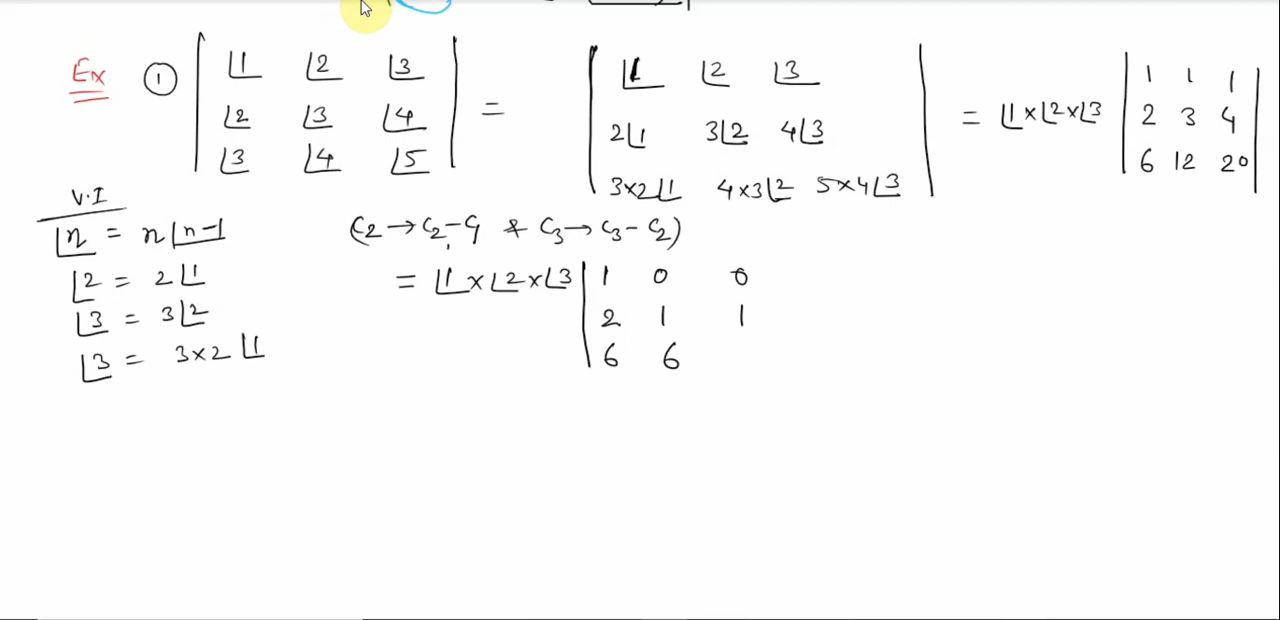 Ex ① | ⌊1 ⌊2 ⌊3 | = | ⌊1 ⌊2 ⌊3 | = ⌊1 × ⌊2 × ⌊3 | 1 1 1 |
| ⌊2 ⌊3 ⌊4 | | 2⌊1 3⌊2 4⌊3 | | 2 3 4 |
| ⌊3 ⌊4 ⌊5 | | 3×2⌊1 4×3⌊2 5×4⌊3 | | 6 12 20 |
V.I
⌊n = n⌊n-1
(C2 → C2 - C1 & C3 → C3 - C2)
⌊2 = 2⌊1
= ⌊1 × ⌊2 × ⌊3 | 1 0 0
⌊3 = 3⌊2
| 2 1 1
⌊3 = 3×2 ⌊1
| 6 6